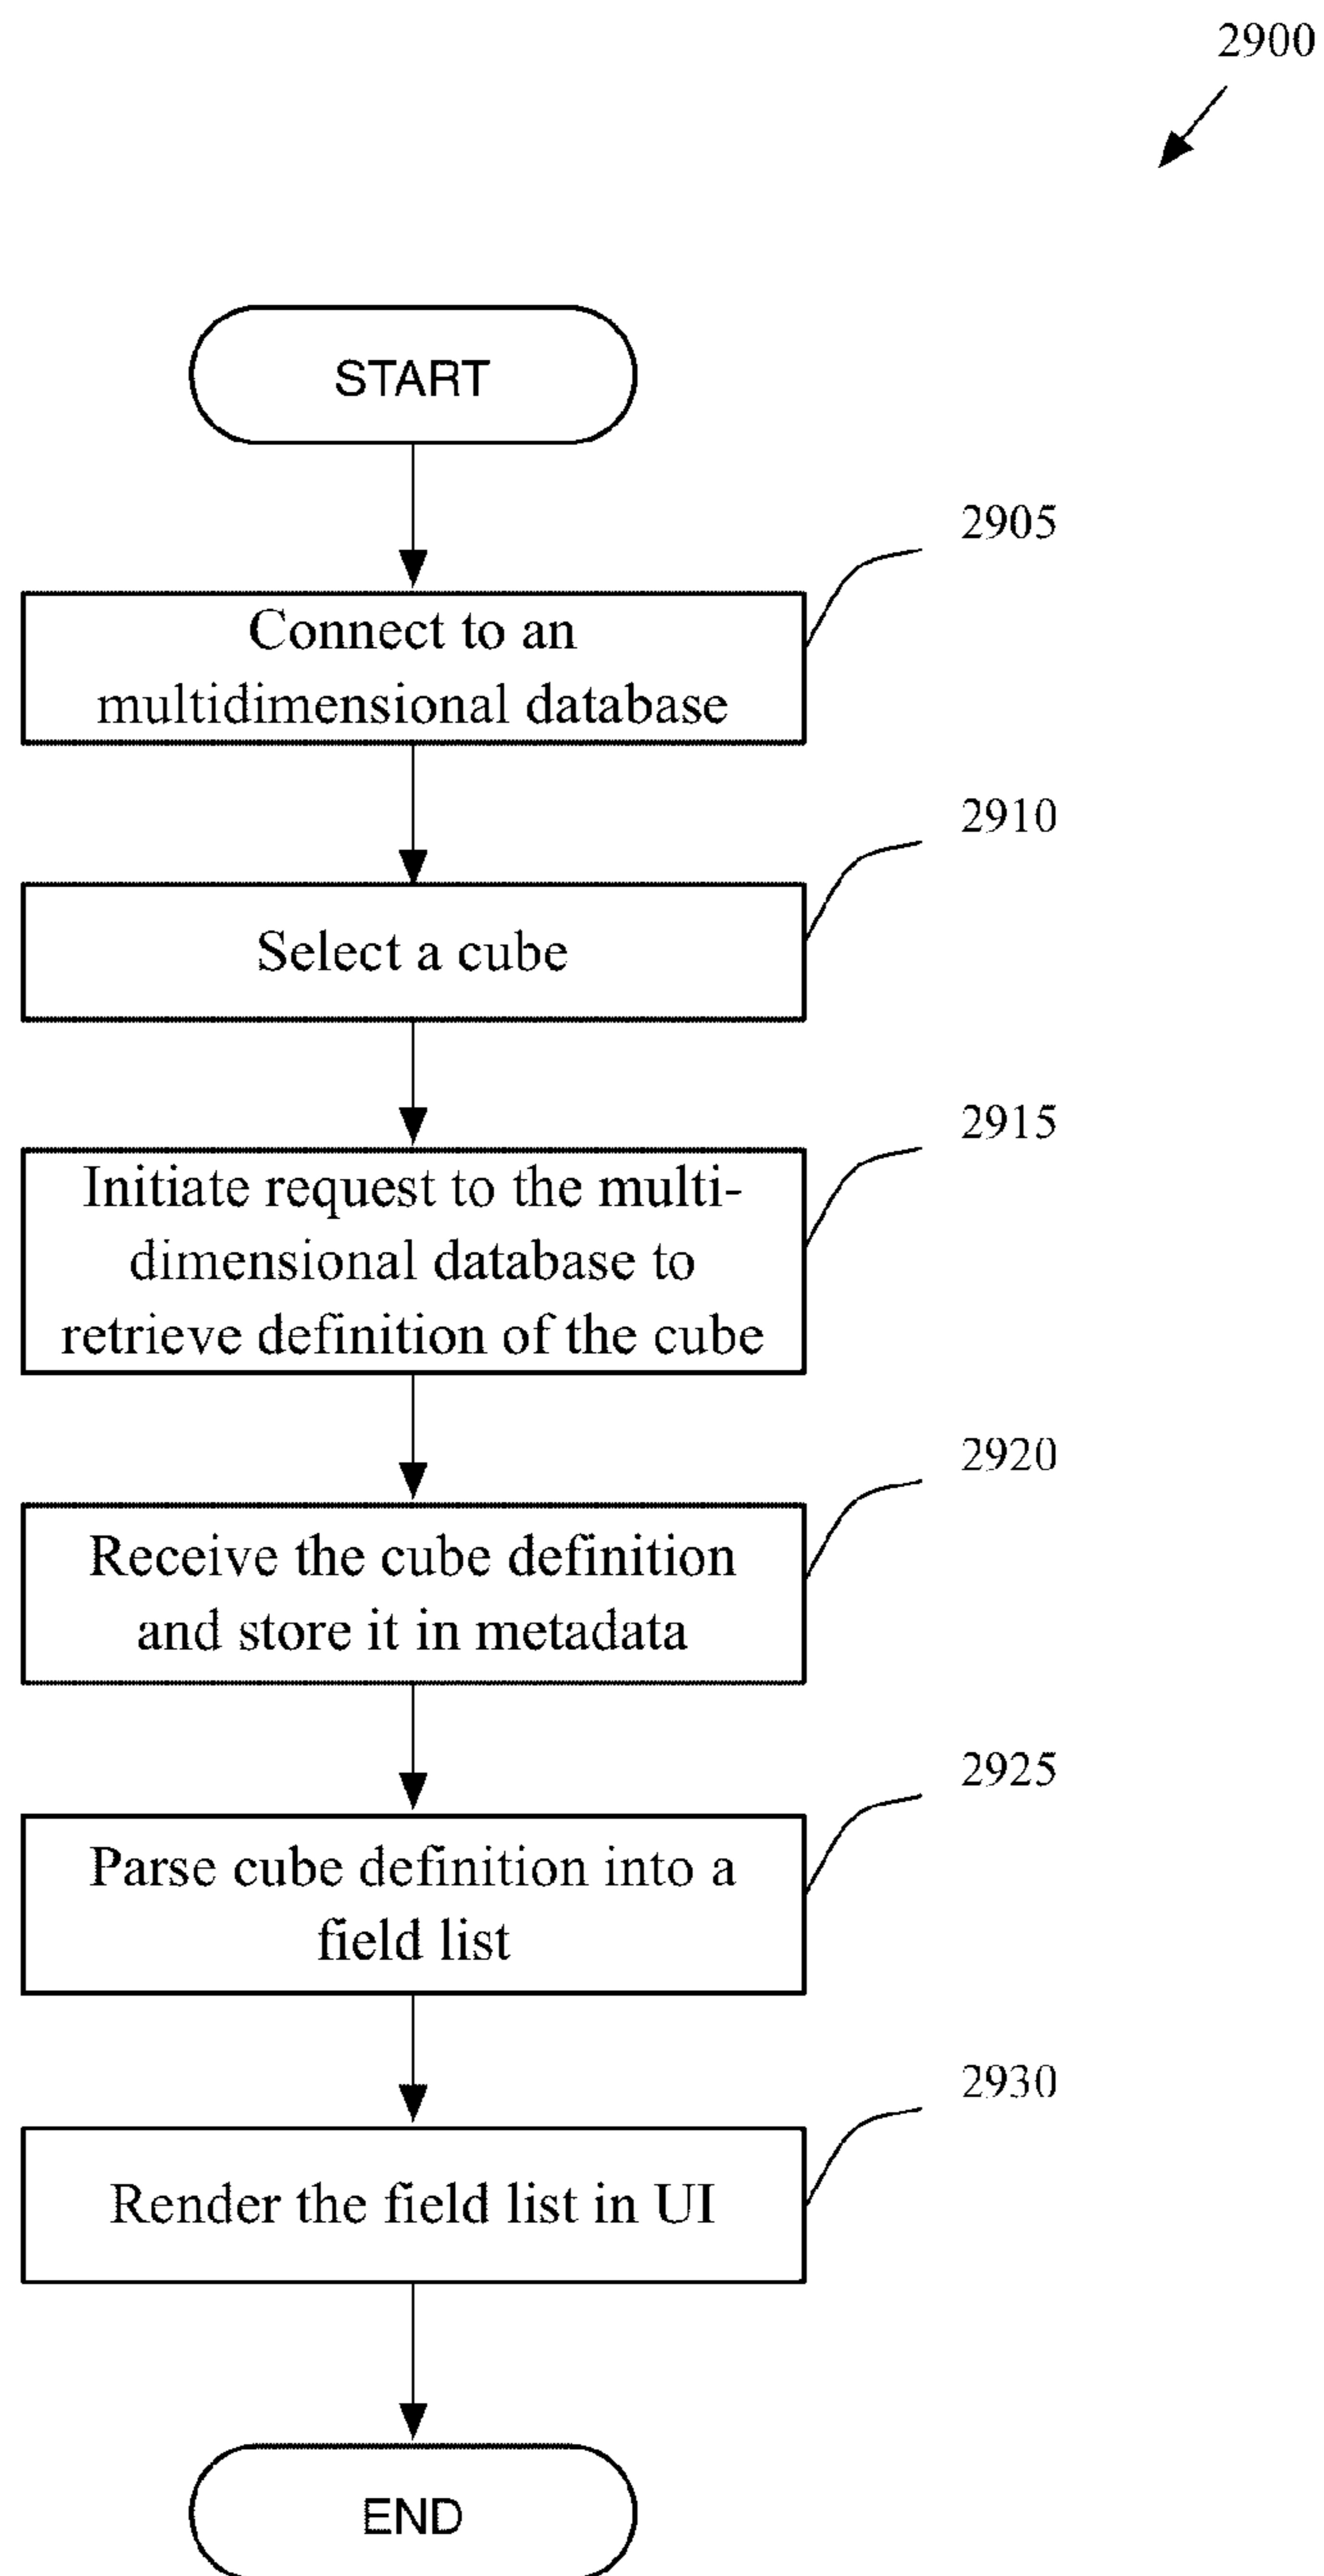 2900
START
2905
Connect to an
multidimensional database
2910
Select a cube
2915
Initiate request to the multi-
dimensional database to
retrieve definition of the cube
2920
Receive the cube definition
and store it in metadata
2925
Parse cube definition into a
field list
2930
Render the field list in UI
END